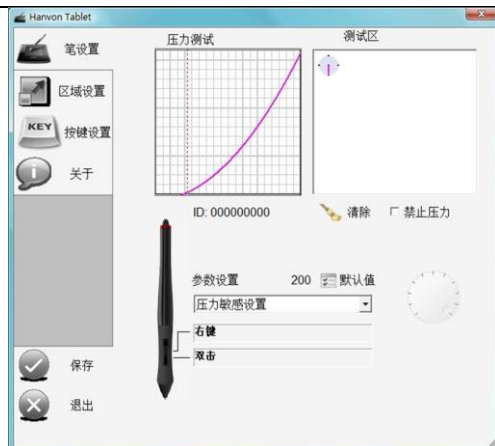 Hanvon Tablet
笔设置
区域设置
KEY
按键设置
关于
保存
退出
压力测试
测试区
ID: 000000000
清除
禁止压力
参数设置
200
默认值
压力敏感设置
右键
双击